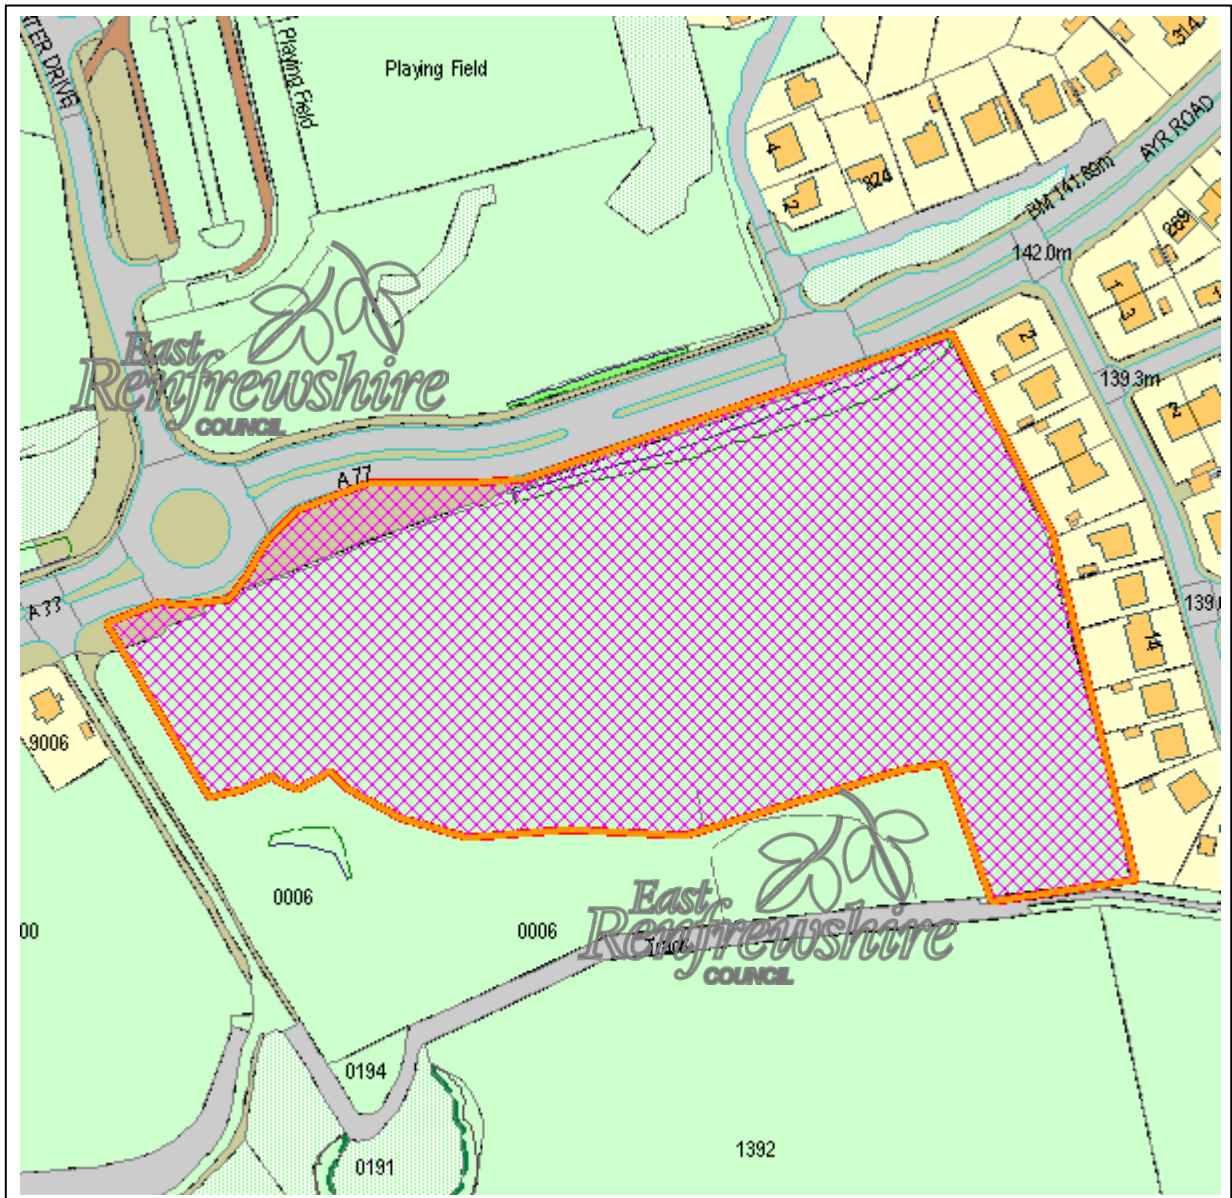 TER DRIVE
Playing Field
Playing Field
314
4
2
324
AYR ROAD
BM 141.89m
289
142.0m
1
3
1
2
139.3m
2
East
Renfrewshire
COUNCIL
A 77
A 77
139.
14
9006
0006
00
0006
Track
East
Renfrewshire
COUNCIL
0194
0191
1392